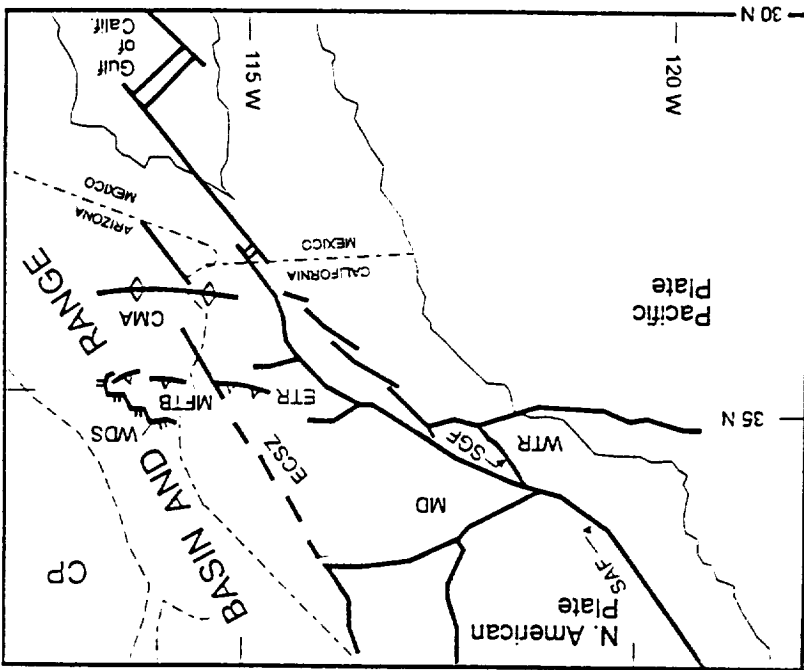 N. American
Plate
CP
SAF
BASIN AND RANGE
MD
ECSZ
WDS
35 N
WTR
SGF
ETR
MFTB
CMA
Pacific
Plate
CALIFORNIA
MEXICO
ARIZONA
MEXICO
120 W
115 W
Gulf
of
Calif.
30 N